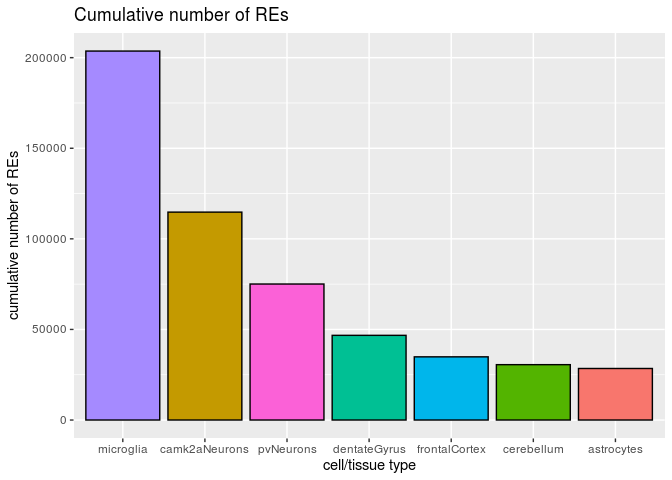 Cumulative number of REs
cumulative number of REs
200000
150000
100000
50000
0
microglia camk2aNeurons pvNeurons dentateGyrus frontalCortex cerebellum astrocytes
cell/tissue type